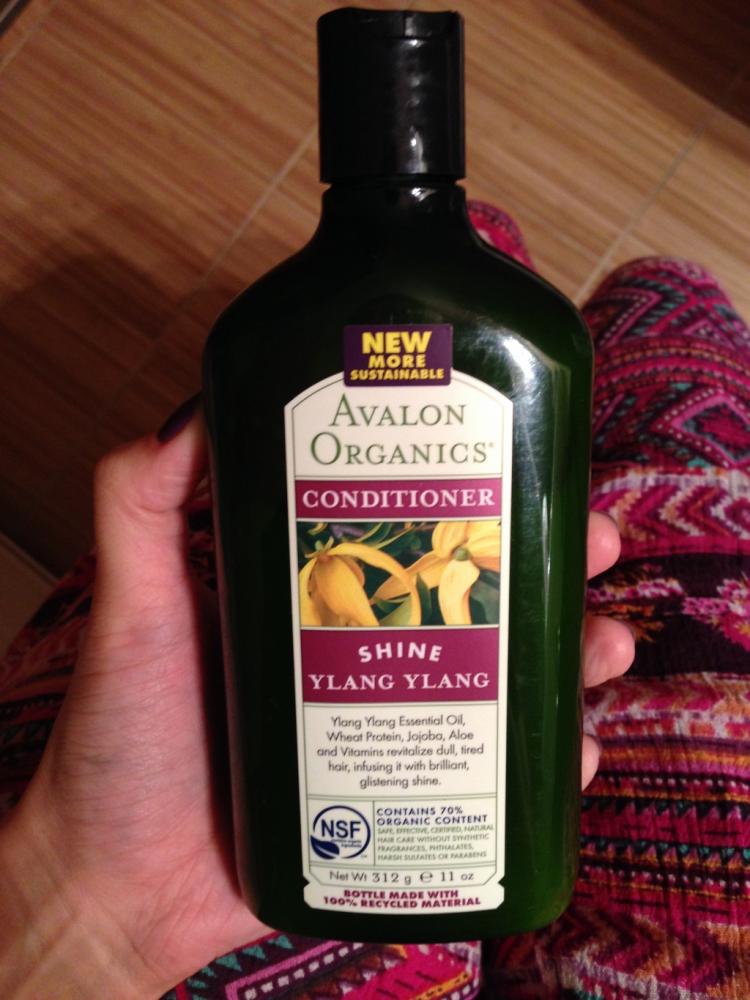 NEW
MORE
SUSTAINABLE
AVALON
ORGANICS®
CONDITIONER
SHINE
YLANG YLANG
Ylang Ylang Essential Oil,
Wheat Protein, Jojoba, Aloe
and Vitamins revitalize dull, tired
hair, infusing it with brilliant,
glistening shine.
NSF
CONTAINS 70%
ORGANIC CONTENT
SAFE, EFFECTIVE, CERTIFIED, NATURAL
HAIR CARE WITHOUT SYNTHETIC
FRAGRANCES, PHTHALATES,
HARSH SULFATES OR PARABENS
Net Wt 312 g ℮ 11 oz
BOTTLE MADE WITH
100% RECYCLED MATERIAL